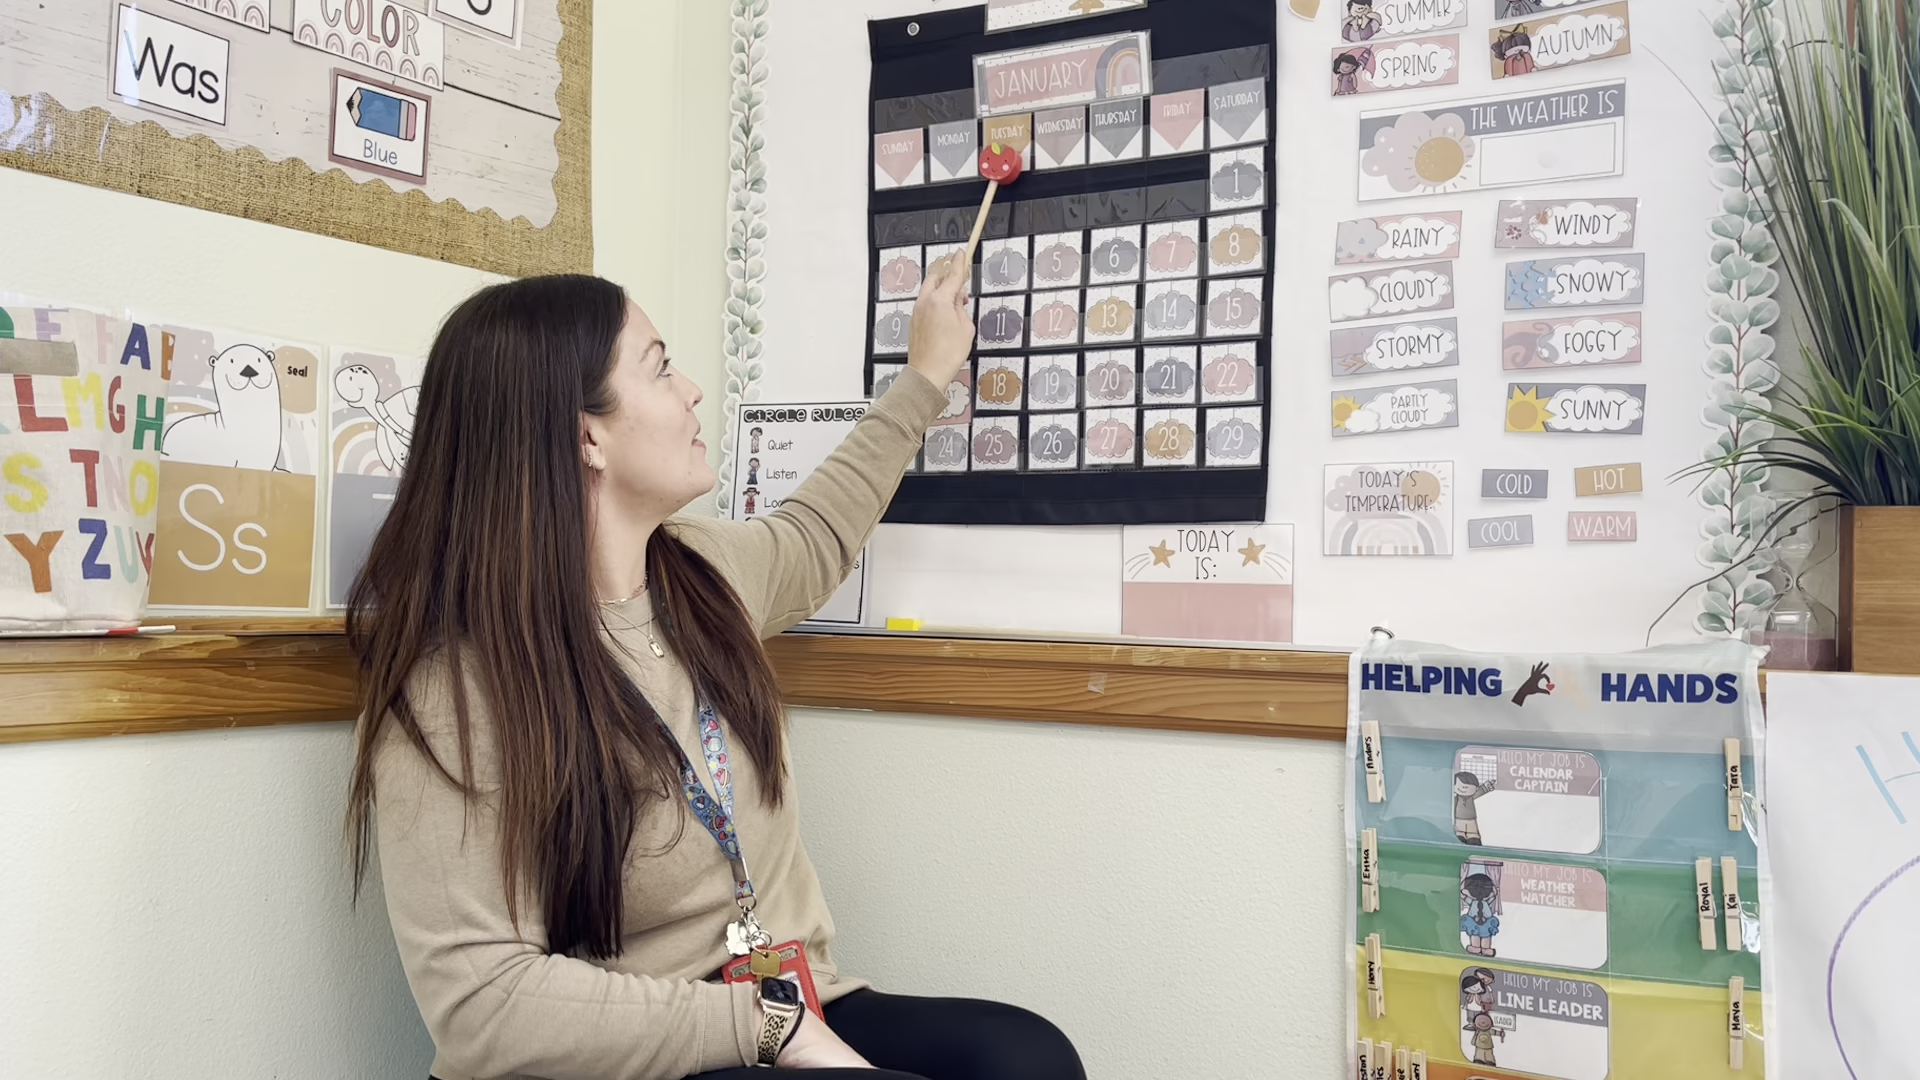 Was
COLOR
Blue
A B
L M G H
S T N O
Y Z U V
seal
Ss
CIRCLE RULES
Quiet
Listen
JANUARY
SUNDAY MONDAY TUESDAY WEDNESDAY THURSDAY FRIDAY SATURDAY
1
2 4 5 6 7 8
9 11 12 13 14 15
18 19 20 21 22
24 25 26 27 28 29
TODAY
IS:
SUMMER
SPRING AUTUMN
THE WEATHER IS
RAINY WINDY
CLOUDY SNOWY
STORMY FOGGY
PARTLY
CLOUDY
SUNNY
TODAY'S
TEMPERATURE:
COLD HOT
COOL WARM
HELPING HANDS
Anders
HELLO MY JOB IS
CALENDAR
CAPTAIN
Tara
Emma
HELLO MY JOB IS
WEATHER
WATCHER
Royal
Kai
Henry
HELLO MY JOB IS
LINE LEADER
Maya